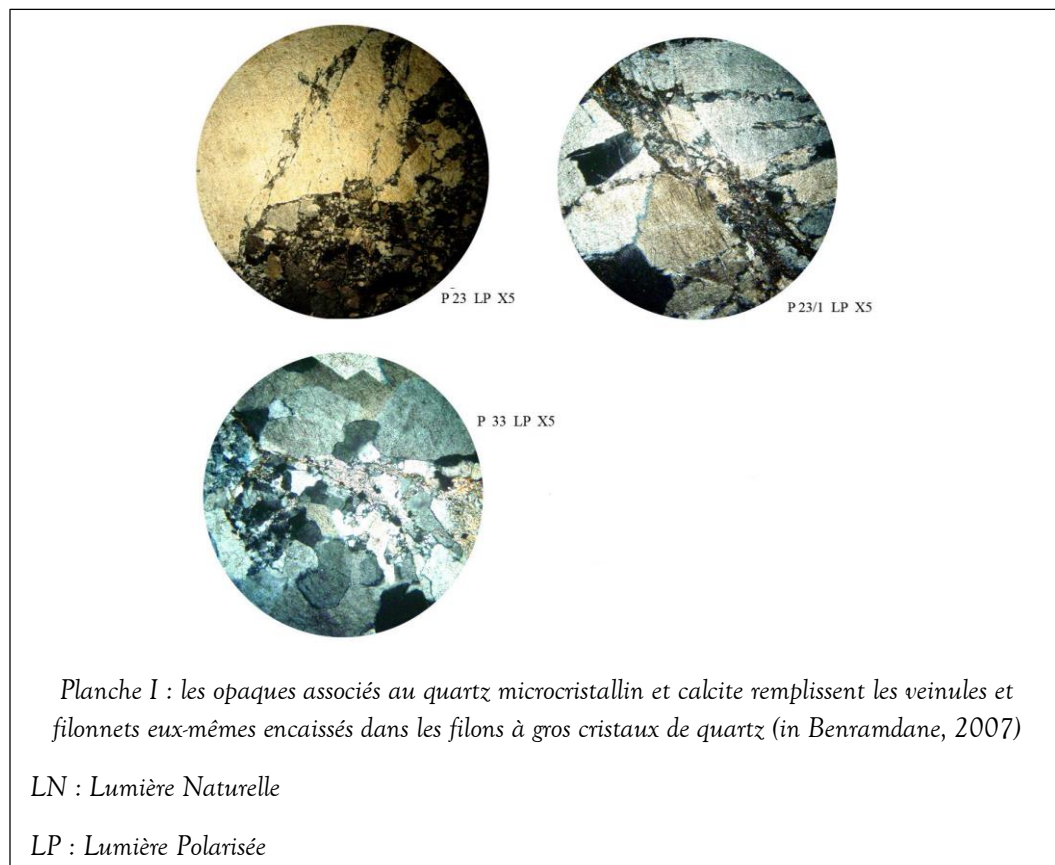 P 23 LP X5
P 23/1 LP X5
P 33 LP X5
Planche I : les opaques associés au quartz microcristallin et calcite remplissent les veinules et
filonnets eux-mêmes encaissés dans les filons à gros cristaux de quartz (in Benramdane, 2007)
LN : Lumière Naturelle
LP : Lumière Polarisée